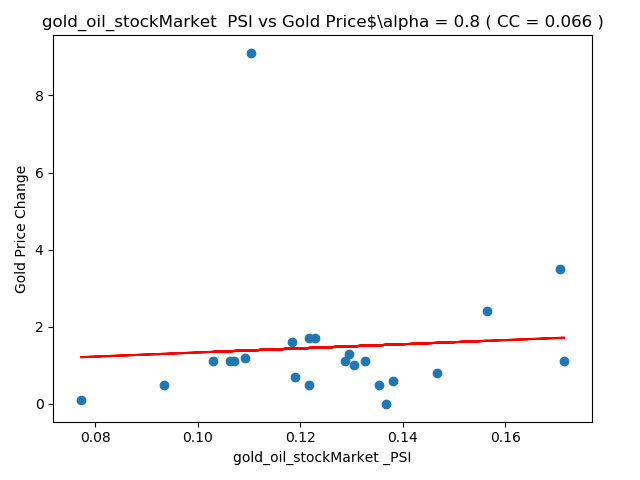 gold_oil_stockMarket  PSI vs Gold Price$\alpha = 0.8 ( CC = 0.066 )
Gold Price Change
8
6
4
2
0
0.08 0.10 0.12 0.14 0.16
gold_oil_stockMarket _PSI